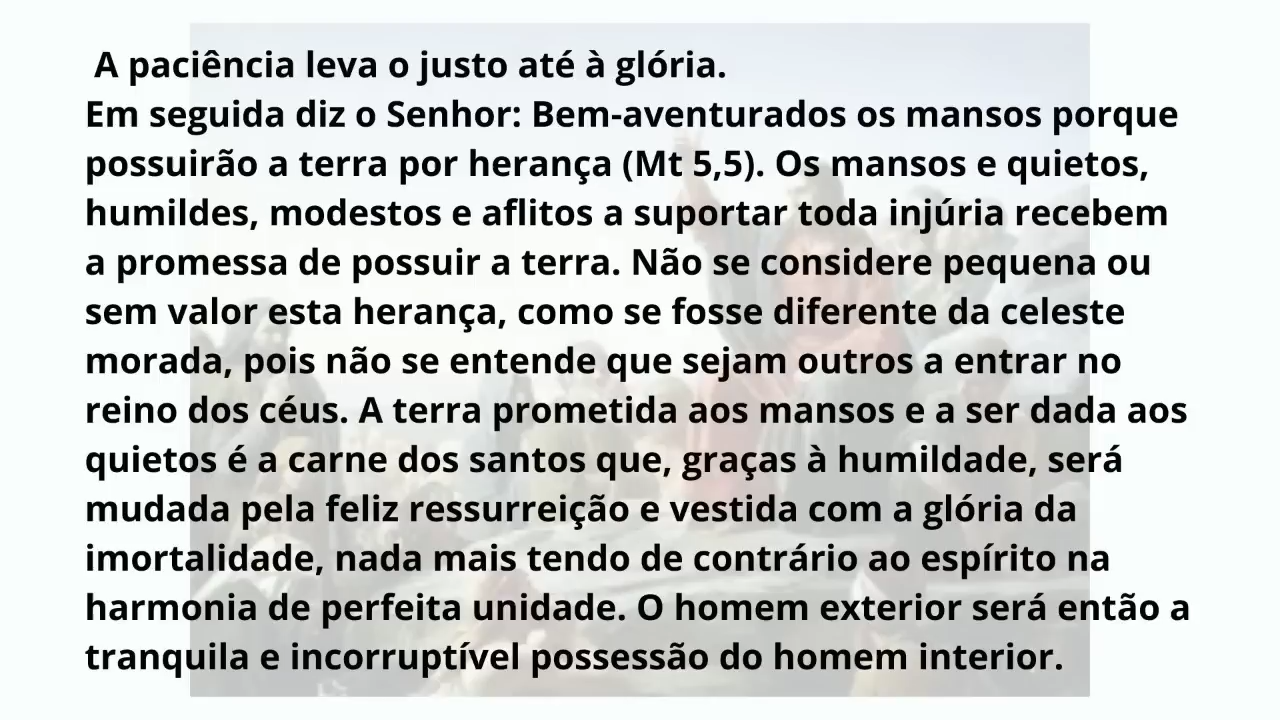 A paciência leva o justo até à glória.
Em seguida diz o Senhor: Bem-aventurados os mansos porque
possuirão a terra por herança (Mt 5,5). Os mansos e quietos,
humildes, modestos e aflitos a suportar toda injúria recebem
a promessa de possuir a terra. Não se considere pequena ou
sem valor esta herança, como se fosse diferente da celeste
morada, pois não se entende que sejam outros a entrar no
reino dos céus. A terra prometida aos mansos e a ser dada aos
quietos é a carne dos santos que, graças à humildade, será
mudada pela feliz ressurreição e vestida com a glória da
imortalidade, nada mais tendo de contrário ao espírito na
harmonia de perfeita unidade. O homem exterior será então a
tranquila e incorruptível possessão do homem interior.